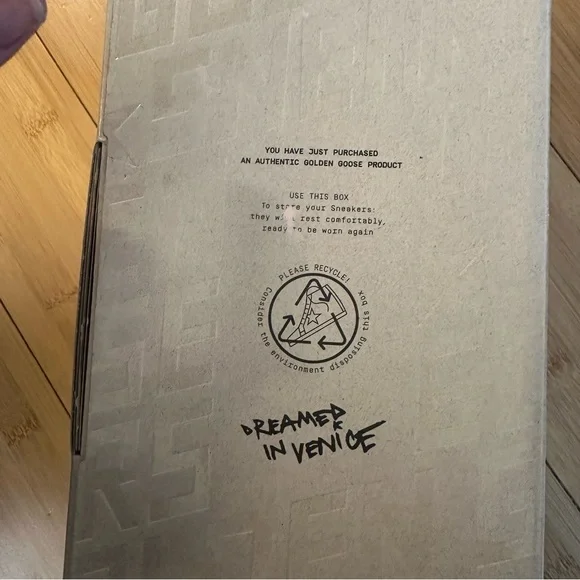 YOU HAVE JUST PURCHASED
AN AUTHENTIC GOLDEN GOOSE PRODUCT
USE THIS BOX
To store your Sneakers:
they will rest comfortably,
ready to be worn again
PLEASE RECYCLE!
Consider the environment disposing this box
DREAMED
IN VENICE